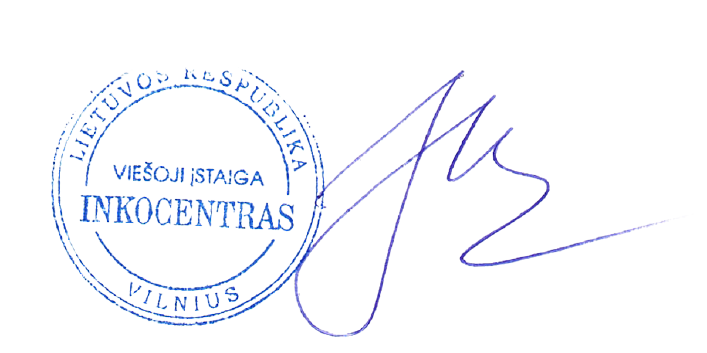 LIETUVOS RESPUBLIKA
VIEŠOJI ĮSTAIGA
INKOCENTRAS
VILNIUS